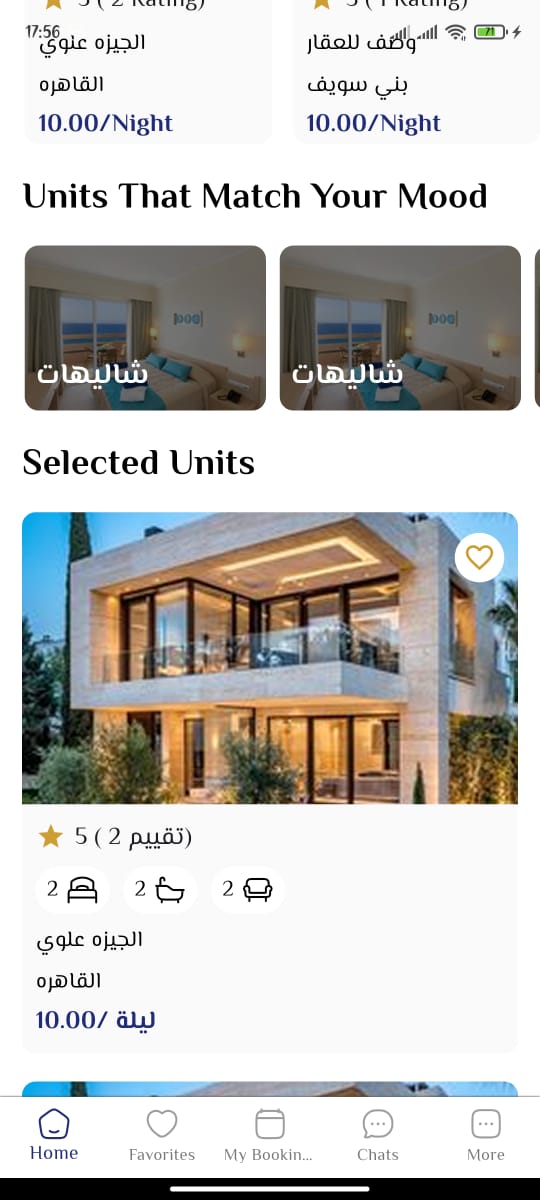 5 ( 2 Rating)
5 ( 1 Rating)
17:56
71
الجيزه علوي
وصف للعقار
القاهره
بني سويف
10.00/Night
10.00/Night
Units That Match Your Mood
شاليهات
شاليهات
Selected Units
5 ( 2 تقييم)
2
2
2
الجيزه علوي
القاهره
10.00/ ليلة
Home
Favorites
My Bookin...
Chats
More